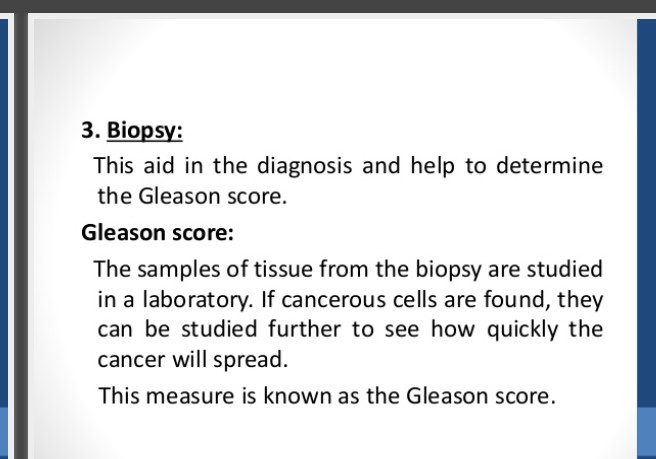 3. Biopsy:
This aid in the diagnosis and help to determine
the Gleason score.
Gleason score:
The samples of tissue from the biopsy are studied
in a laboratory. If cancerous cells are found, they
can be studied further to see how quickly the
cancer will spread.
This measure is known as the Gleason score.